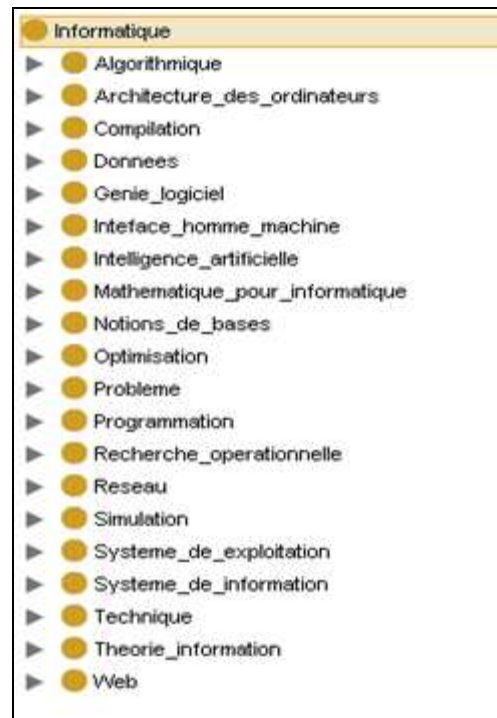 Informatique
Algorithmique
Architecture_des_ordinateurs
Compilation
Donnees
Genie_logiciel
Inteface_homme_machine
Intelligence_artificielle
Mathematique_pour_informatique
Notions_de_bases
Optimisation
Probleme
Programmation
Recherche_operationnelle
Reseau
Simulation
Systeme_de_exploitation
Systeme_de_information
Technique
Theorie_information
Web